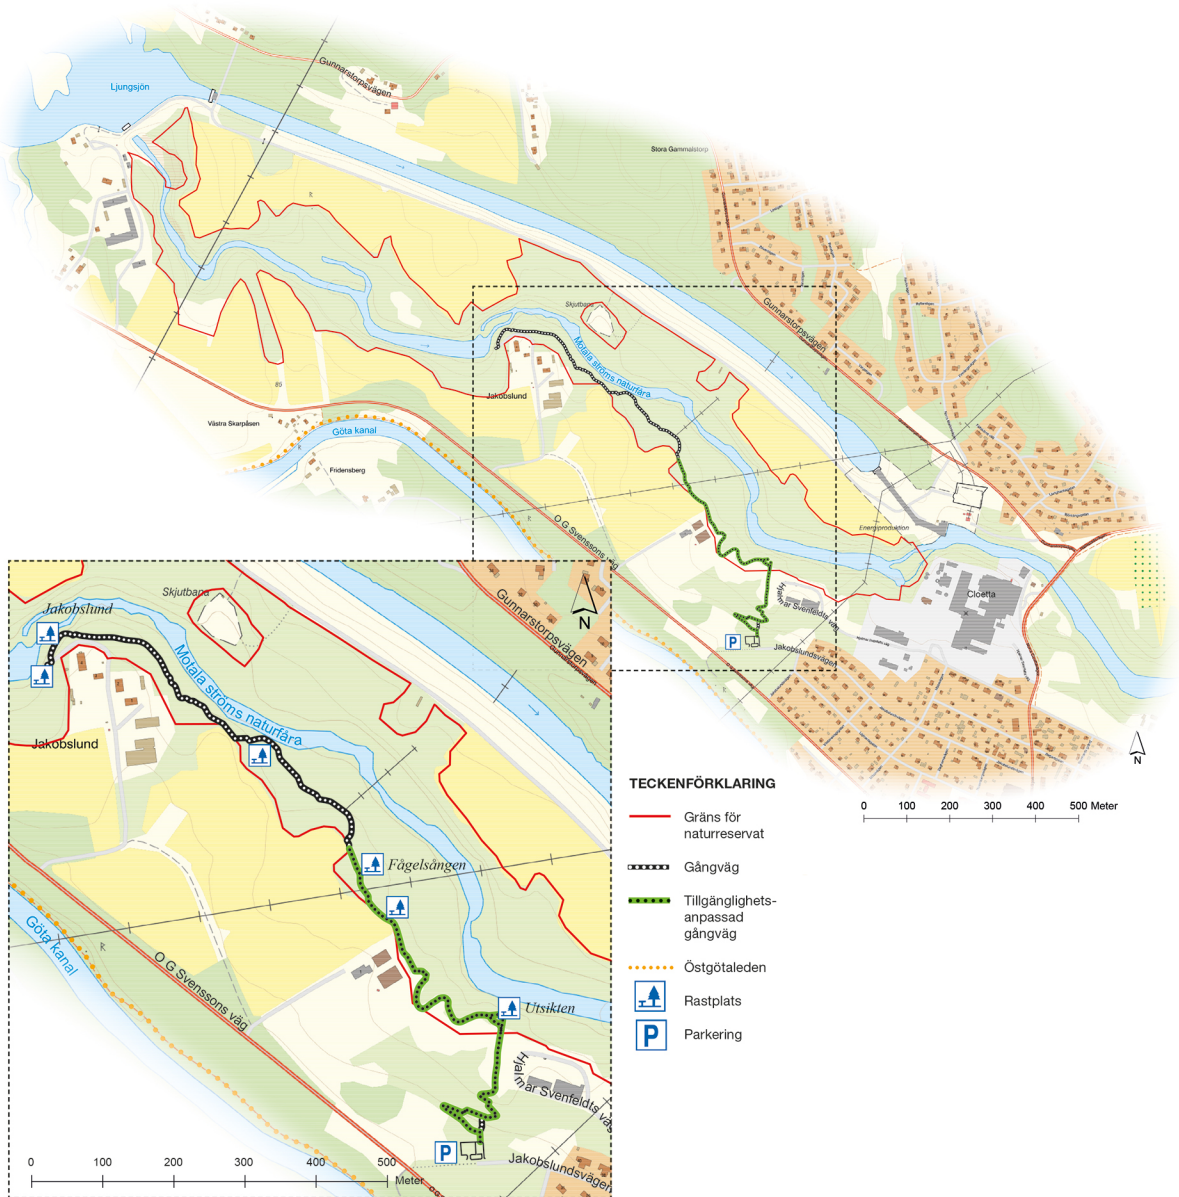 Ljungsjön
Gunnarstorpsvägen
Stora Gammalstorp
R
Skjutbana
Gunnarstorpsvägen
Motala ströms naturfåra
85
Jakobslund
Västra Skarpåsen
Göta kanal
R
Fridensberg
R
O G Svenssons väg
Energiproduktion
Cloetta
Hjalmar Svenfeldts väg
P
Jakobslundsvägen
R
N
Jakobslund
Skjutbana
Gunnarstorpsvägen
N
Motala ströms naturfåra
Jakobslund
Fågelsången
Göta kanal
R
O G Svenssons väg
Utsikten
Hjalmar Svenfeldts väg
P
Jakobslundsvägen
0 100 200 300 400 500 Meter
TECKENFÖRKLARING
Gräns för
naturreservat
Gångväg
Tillgänglighets-
anpassad
gångväg
Östgötaleden
Rastplats
P Parkering
0 100 200 300 400 500 Meter